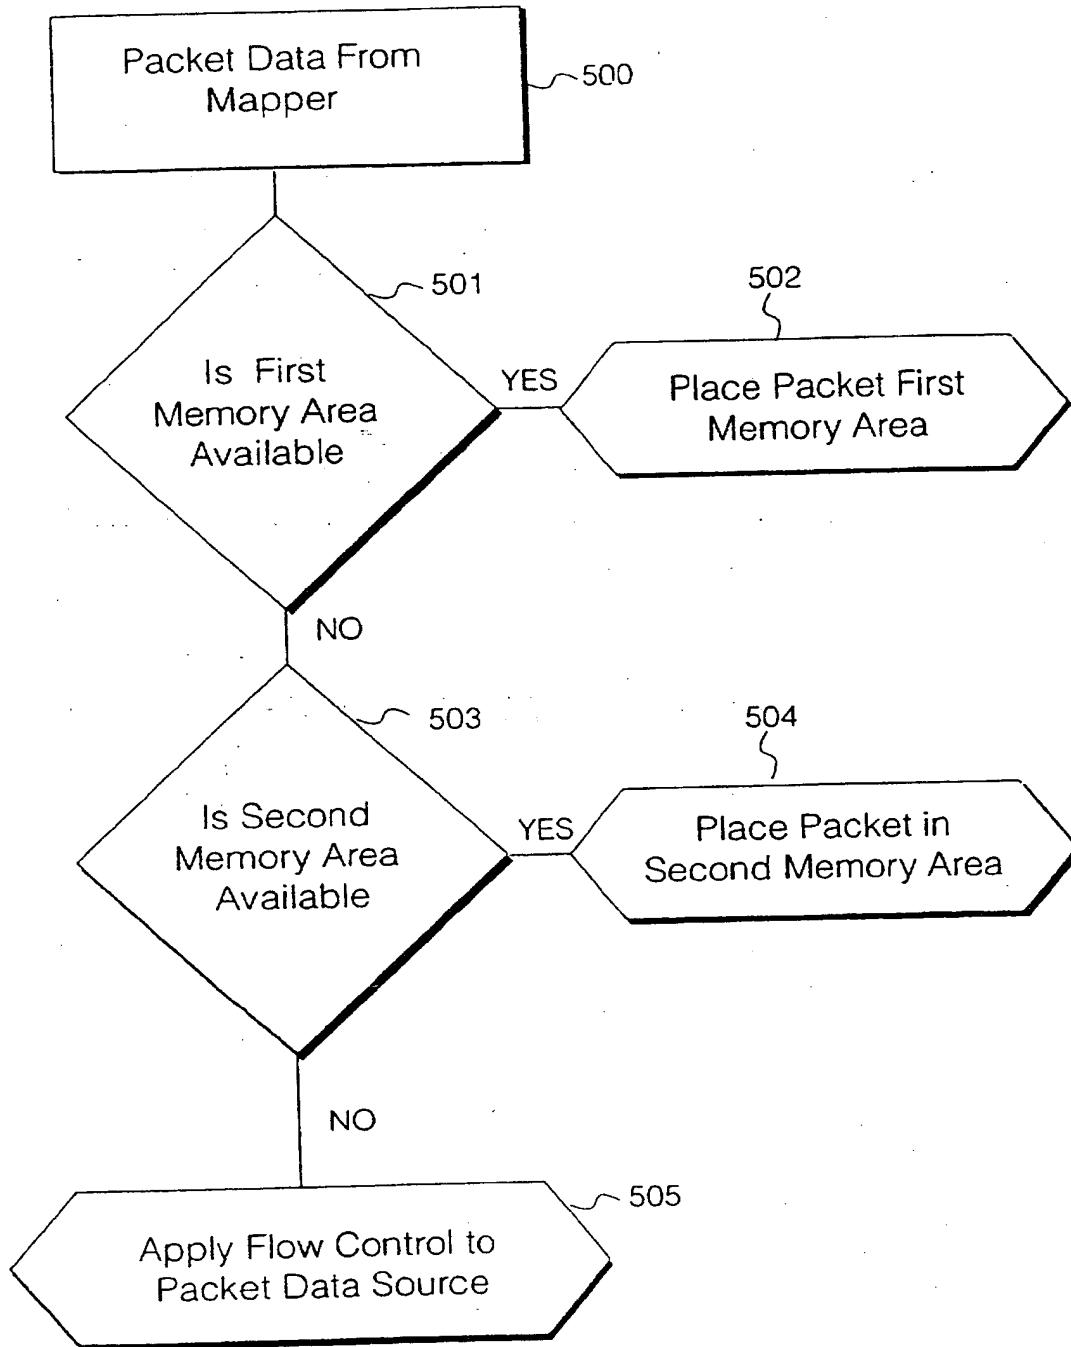 Packet Data From
Mapper
500
501
Is First
Memory Area
Available
YES
502
Place Packet First
Memory Area
NO
503
Is Second
Memory Area
Available
YES
504
Place Packet in
Second Memory Area
NO
505
Apply Flow Control to
Packet Data Source